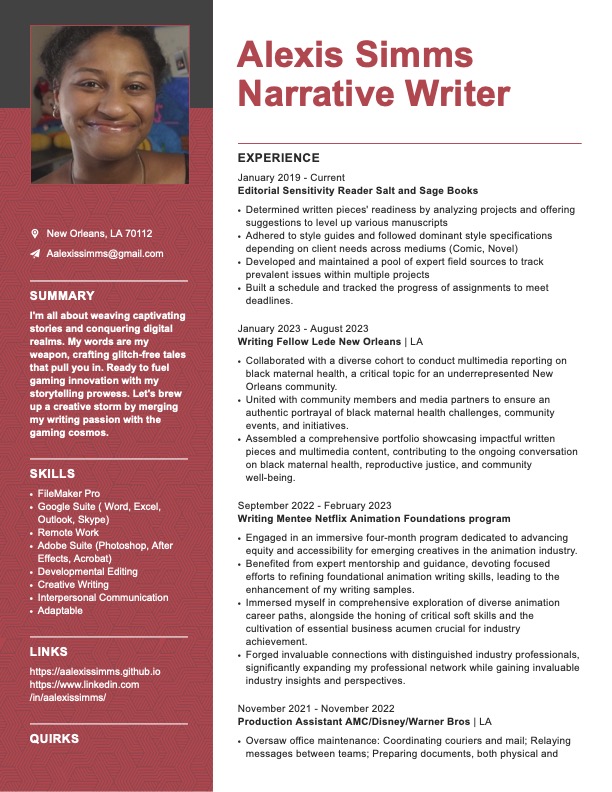 Alexis Simms
Narrative Writer
New Orleans, LA 70112
Aalexissimms@gmail.com
SUMMARY
I'm all about weaving captivating
stories and conquering digital
realms. My words are my
weapon, crafting glitch-free tales
that pull you in. Ready to fuel
gaming innovation with my
storytelling prowess. Let's brew
up a creative storm by merging
my writing passion with the
gaming cosmos.
SKILLS
• FileMaker Pro
• Google Suite ( Word, Excel,
Outlook, Skype)
• Remote Work
• Adobe Suite (Photoshop, After
Effects, Acrobat)
• Developmental Editing
• Creative Writing
• Interpersonal Communication
• Adaptable
LINKS
https://aalexissimms.github.io
https://www.linkedin.com
/in/aalexissimms/
QUIRKS
EXPERIENCE
January 2019 - Current
Editorial Sensitivity Reader Salt and Sage Books
• Determined written pieces' readiness by analyzing projects and offering
suggestions to level up various manuscripts
• Adhered to style guides and followed dominant style specifications
depending on client needs across mediums (Comic, Novel)
• Developed and maintained a pool of expert field sources to track
prevalent issues within multiple projects
• Built a schedule and tracked the progress of assignments to meet
deadlines.
January 2023 - August 2023
Writing Fellow Lede New Orleans | LA
• Collaborated with a diverse cohort to conduct multimedia reporting on
black maternal health, a critical topic for an underrepresented New
Orleans community.
• United with community members and media partners to ensure an
authentic portrayal of black maternal health challenges, community
events, and initiatives.
• Assembled a comprehensive portfolio showcasing impactful written
pieces and multimedia content, contributing to the ongoing conversation
on black maternal health, reproductive justice, and community
well-being.
September 2022 - February 2023
Writing Mentee Netflix Animation Foundations program
• Engaged in an immersive four-month program dedicated to advancing
equity and accessibility for emerging creatives in the animation industry.
• Benefited from expert mentorship and guidance, devoting focused
efforts to refining foundational animation writing skills, leading to the
enhancement of my writing samples.
• Immersed myself in comprehensive exploration of diverse animation
career paths, alongside the honing of critical soft skills and the
cultivation of essential business acumen crucial for industry
achievement.
• Forged invaluable connections with distinguished industry professionals,
significantly expanding my professional network while gaining invaluable
industry insights and perspectives.
November 2021 - November 2022
Production Assistant AMC/Disney/Warner Bros | LA
• Oversaw office maintenance: Coordinating couriers and mail; Relaying
messages between teams; Preparing documents, both physical and